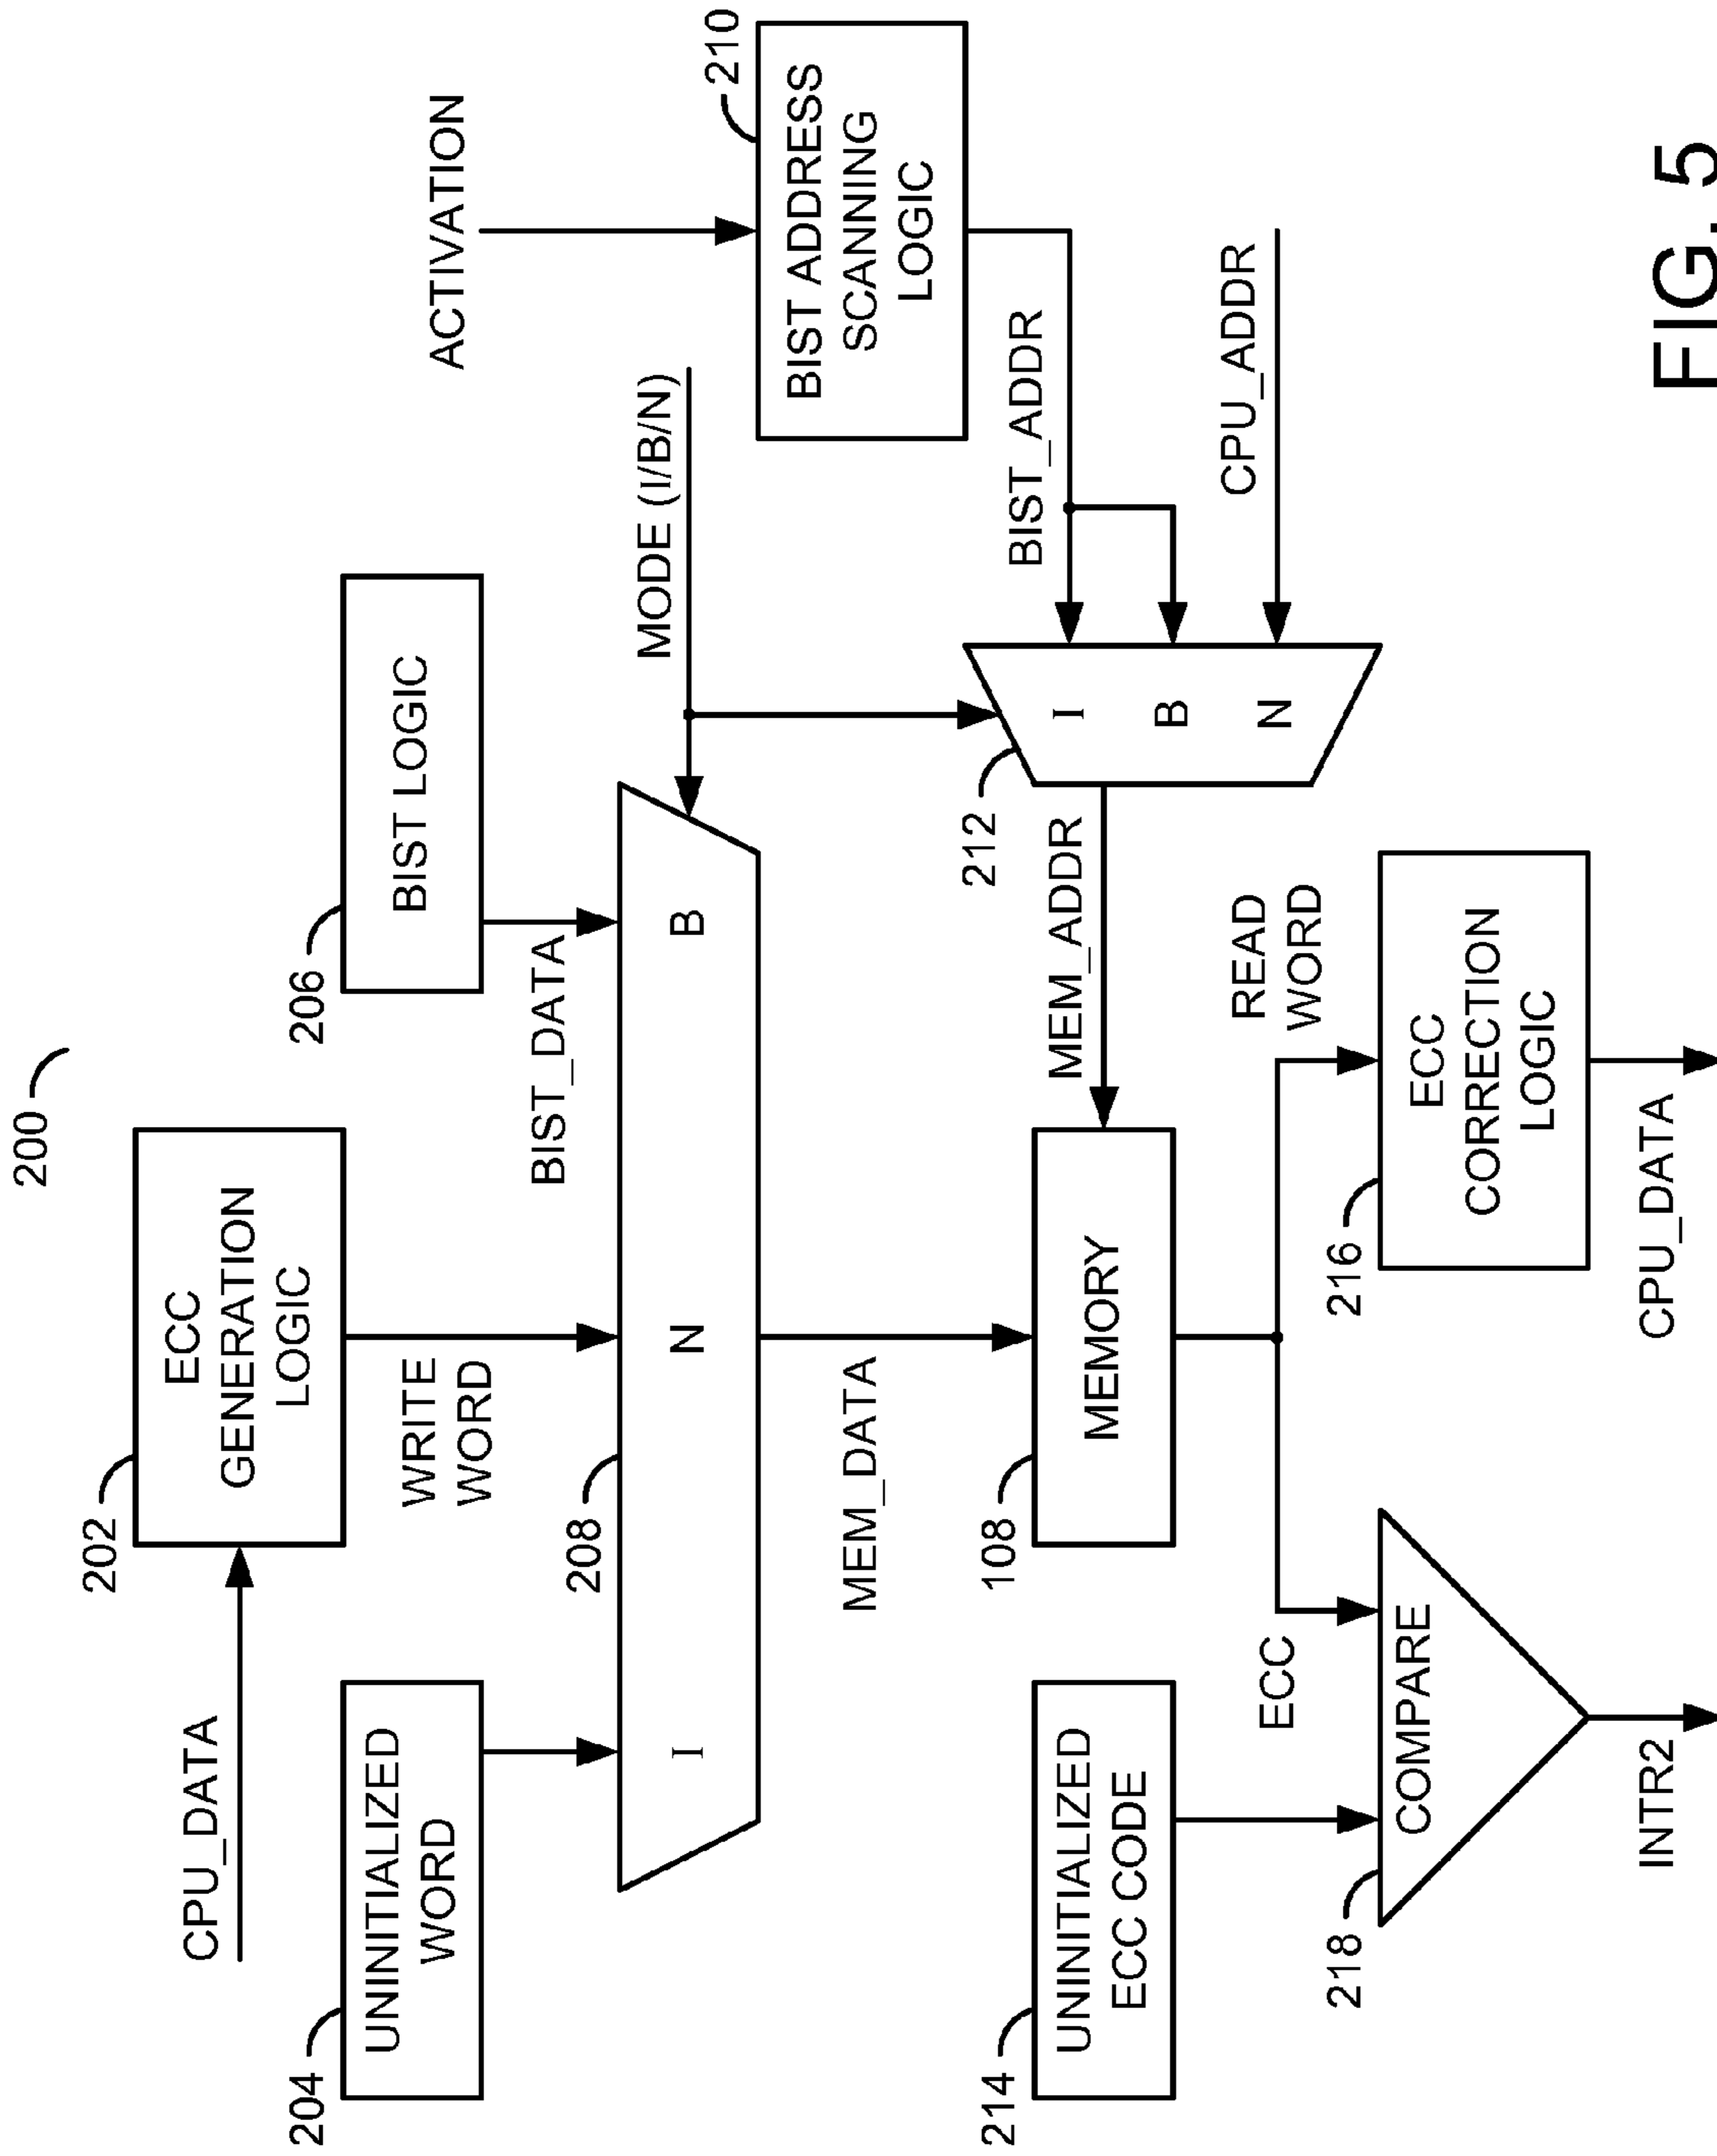 200
CPU_DATA
202
ECC
GENERATION
LOGIC
204
UNINITIALIZED
WORD
WRITE
WORD
206
BIST LOGIC
BIST_DATA
ACTIVATION
210
BIST ADDRESS
SCANNING
LOGIC
208
I
N
B
MODE (I/B/N)
MEM_DATA
BIST_ADDR
CPU_ADDR
212
I
B
N
MEM_ADDR
108
MEMORY
214
UNINITIALIZED
ECC CODE
ECC
READ
WORD
218
COMPARE
216
ECC
CORRECTION
LOGIC
INTR2
CPU_DATA
FIG. 5